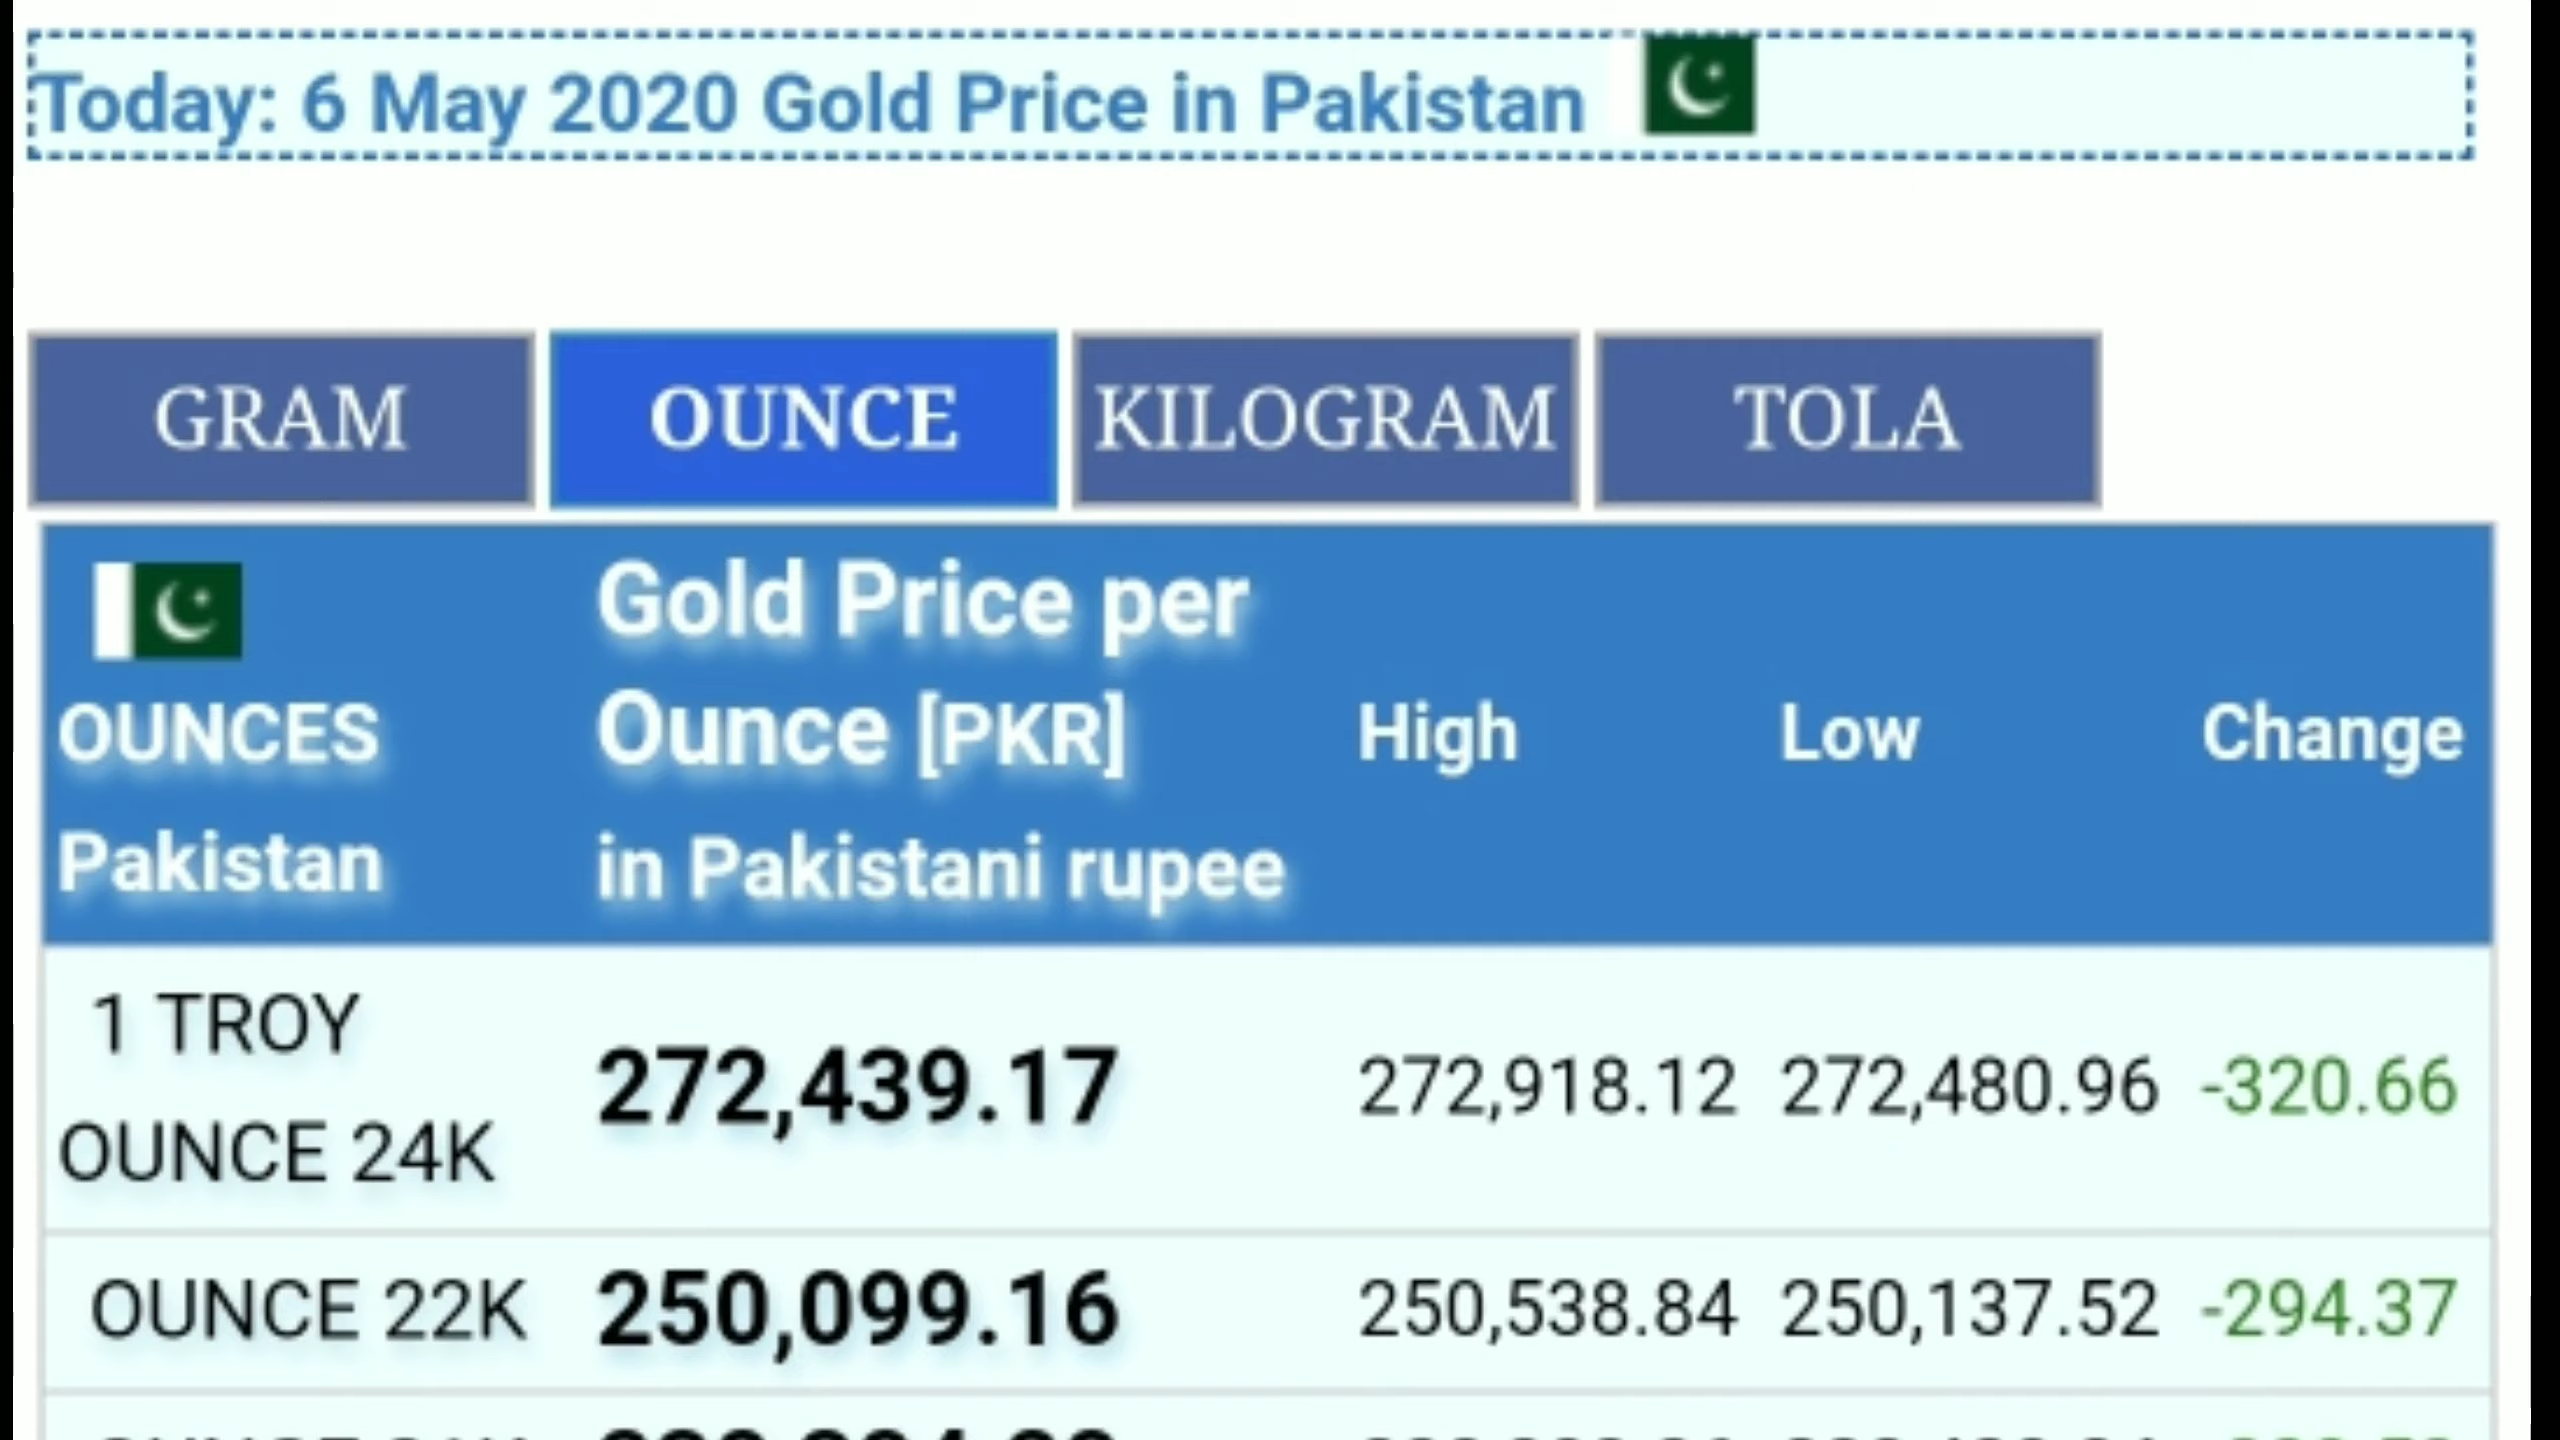 Today: 6 May 2020 Gold Price in Pakistan
GRAM OUNCE KILOGRAM TOLA
OUNCES
Pakistan
Gold Price per
Ounce [PKR]
in Pakistani rupee
High Low Change
1 TROY
OUNCE 24K
272,439.17 272,918.12 272,480.96 -320.66
OUNCE 22K 250,099.16 250,538.84 250,137.52 -294.37